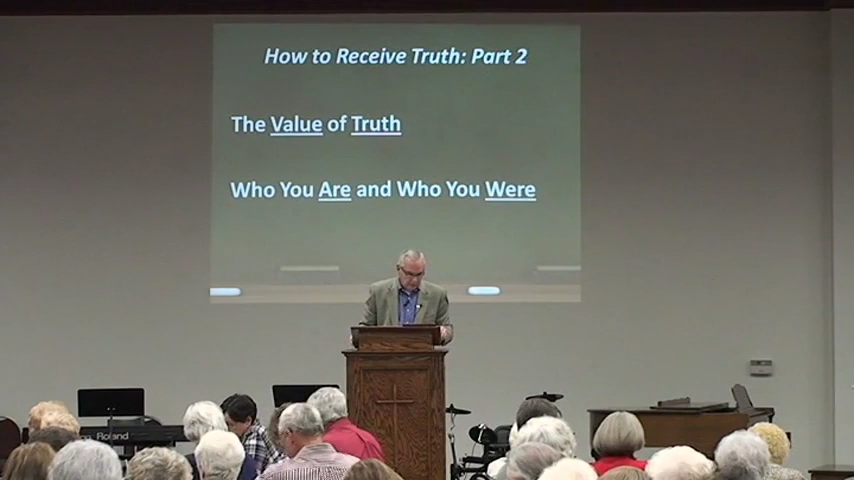 How to Receive Truth: Part 2
The Value of Truth
Who You Are and Who You Were
Roland